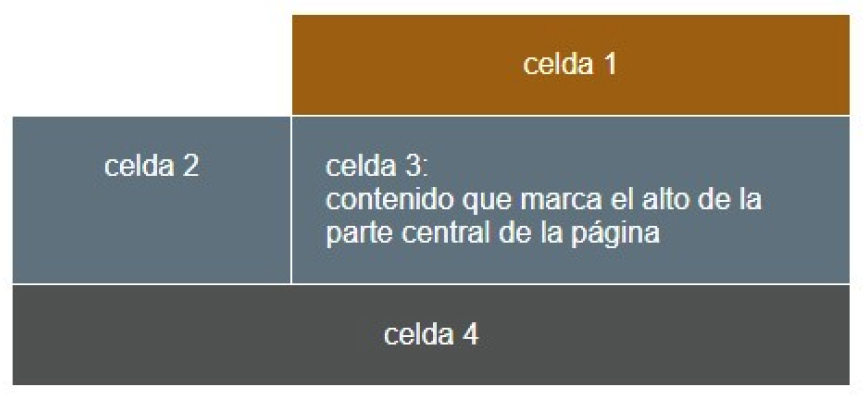 celda 1
celda 2
celda 3:
contenido que marca el alto de la
parte central de la página
celda 4